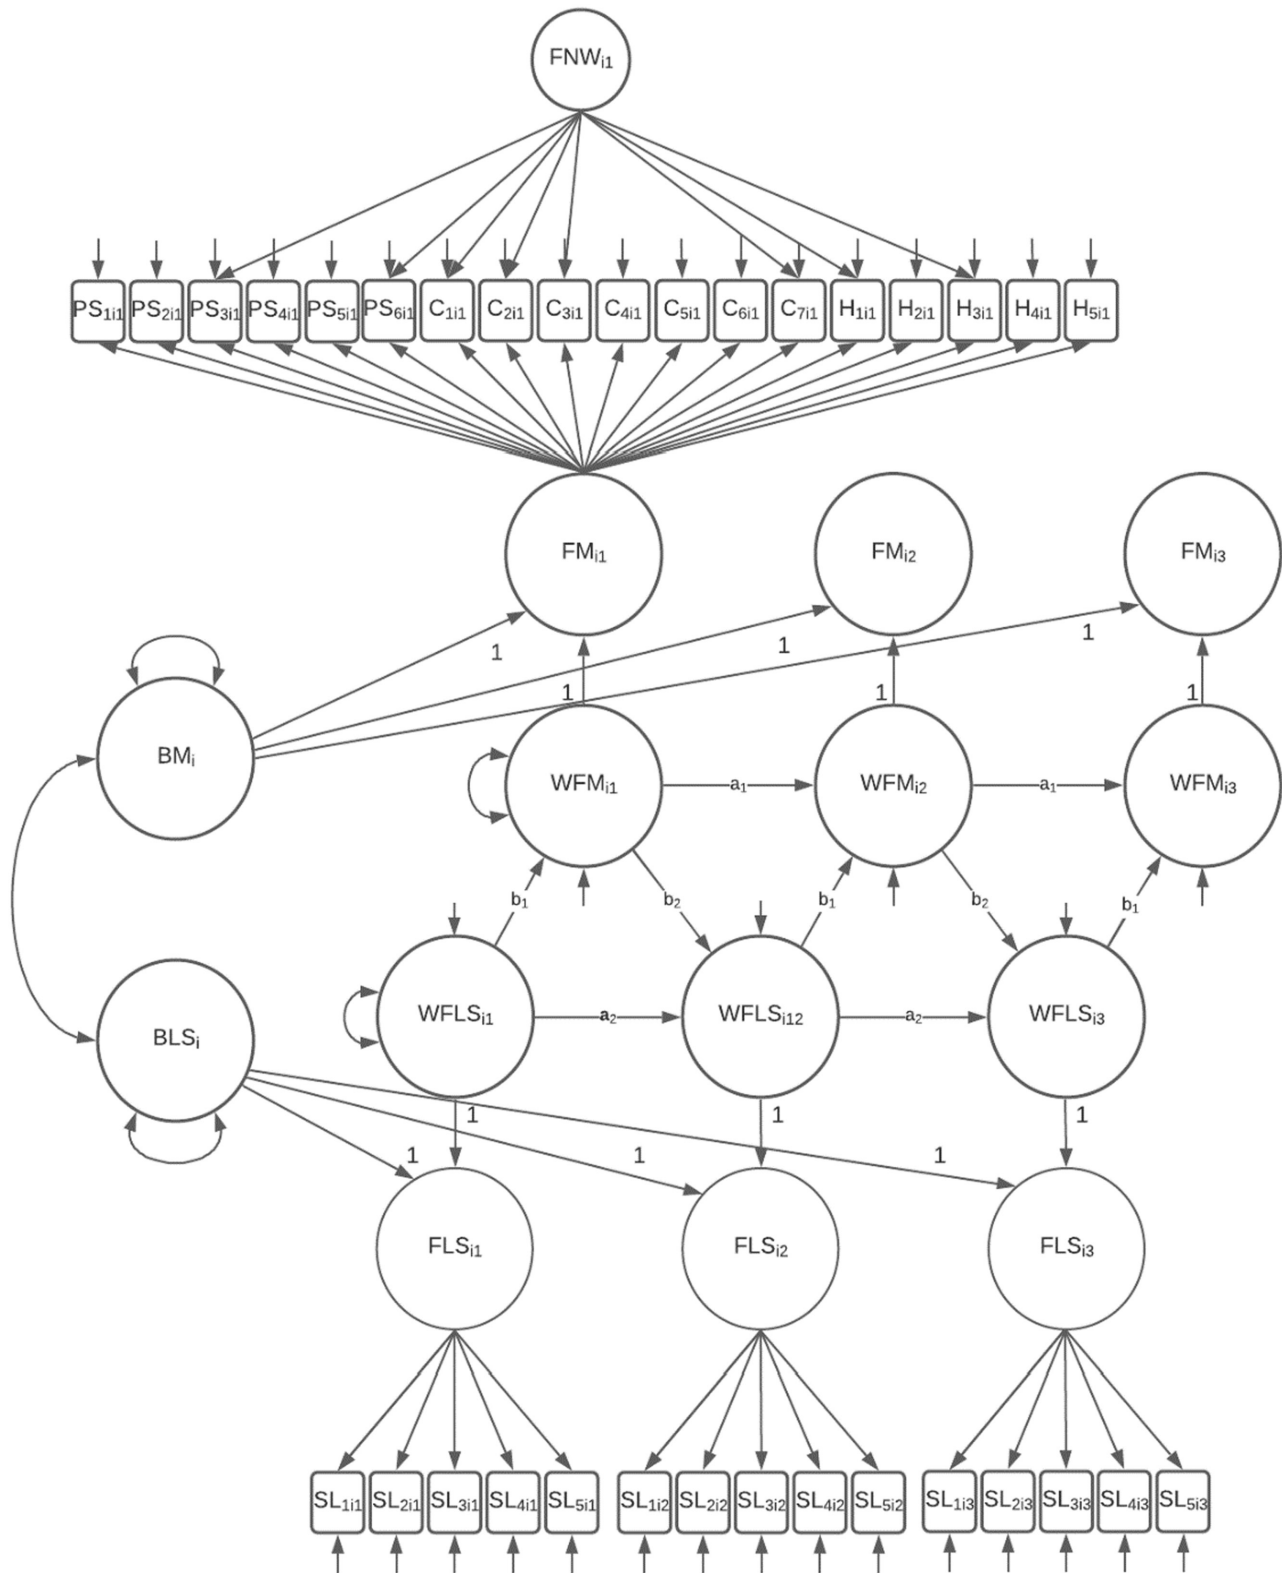 FNWi1
PS1i1 PS2i1 PS3i1 PS4i1 PS5i1 PS6i1 C1i1 C2i1 C3i1 C4i1 C5i1 C6i1 C7i1 H1i1 H2i1 H3i1 H4i1 H5i1
FMi1 FMi2 FMi3
1 1 1
1 1 1
BMi
WFMi1 a1 WFMi2 a1 WFMi3
b1 b2 b1 b2 b1
WFLSi1 a2 WFLSi12 a2 WFLSi3
BLSi
1 1 1
1 1 1
FLSi1 FLSi2 FLSi3
SL1i1 SL2i1 SL3i1 SL4i1 SL5i1 SL1i2 SL2i2 SL3i2 SL4i2 SL5i2 SL1i3 SL2i3 SL3i3 SL4i3 SL5i3